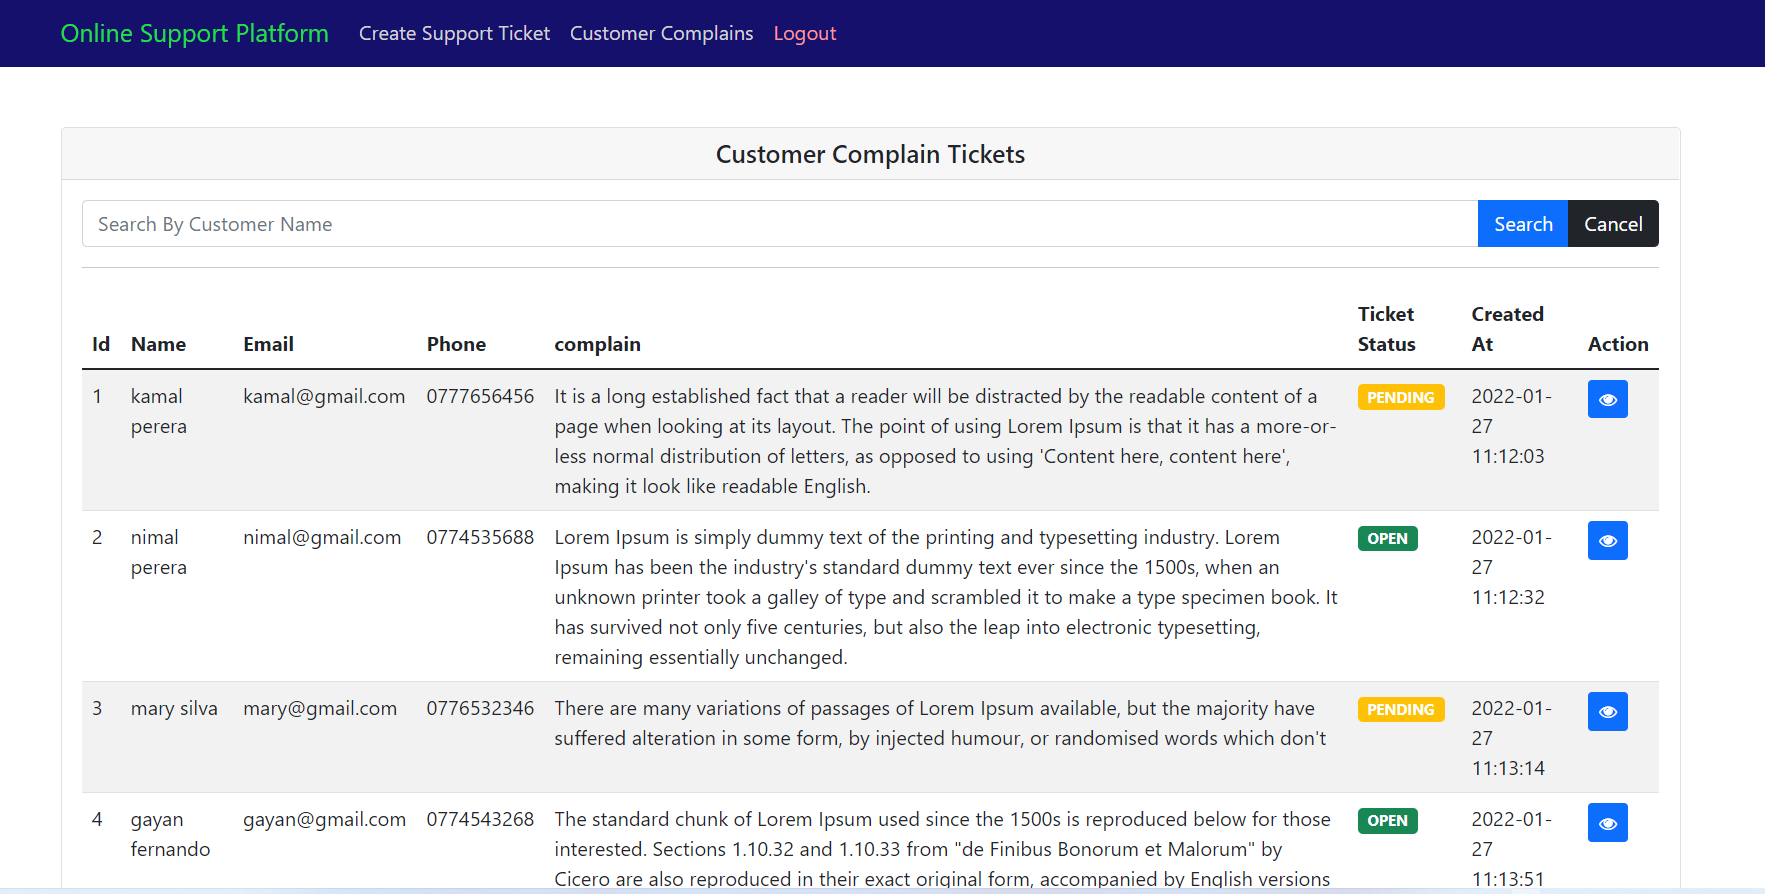 Online Support Platform Create Support Ticket Customer Complains Logout
Customer Complain Tickets
Search By Customer Name Search Cancel
Id Name Email Phone complain Ticket Status Created At Action
1 kamal perera kamal@gmail.com 0777656456 It is a long established fact that a reader will be distracted by the readable content of a
page when looking at its layout. The point of using Lorem Ipsum is that it has a more-or-
less normal distribution of letters, as opposed to using 'Content here, content here',
making it look like readable English.
PENDING
2022-01-
27
11:12:03
2 nimal perera nimal@gmail.com 0774535688 Lorem Ipsum is simply dummy text of the printing and typesetting industry. Lorem
Ipsum has been the industry's standard dummy text ever since the 1500s, when an
unknown printer took a galley of type and scrambled it to make a type specimen book. It
has survived not only five centuries, but also the leap into electronic typesetting,
remaining essentially unchanged.
OPEN
2022-01-
27
11:12:32
3 mary silva mary@gmail.com 0776532346 There are many variations of passages of Lorem Ipsum available, but the majority have
suffered alteration in some form, by injected humour, or randomised words which don't
PENDING
2022-01-
27
11:13:14
4 gayan fernando gayan@gmail.com 0774543268 The standard chunk of Lorem Ipsum used since the 1500s is reproduced below for those
interested. Sections 1.10.32 and 1.10.33 from "de Finibus Bonorum et Malorum" by
Cicero are also reproduced in their exact original form, accompanied by English versions
OPEN
2022-01-
27
11:13:51